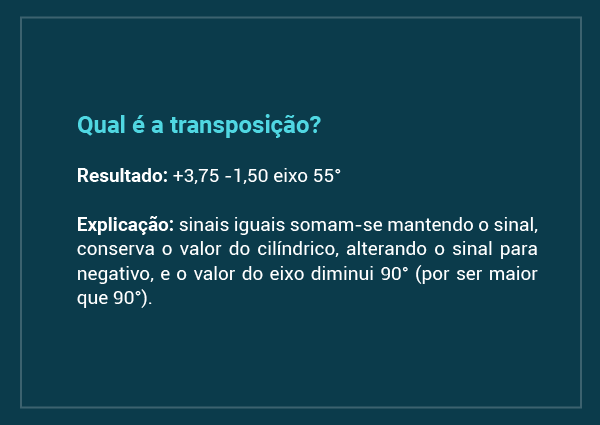 Qual é a transposição?
Resultado: +3,75 -1,50 eixo 55°
Explicação: sinais iguais somam-se mantendo o sinal,
conserva o valor do cilíndrico, alterando o sinal para
negativo, e o valor do eixo diminui 90° (por ser maior
que 90°).